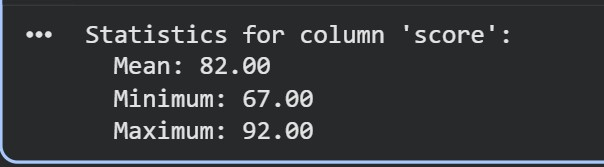 Statistics for column 'score':
Mean: 82.00
Minimum: 67.00
Maximum: 92.00